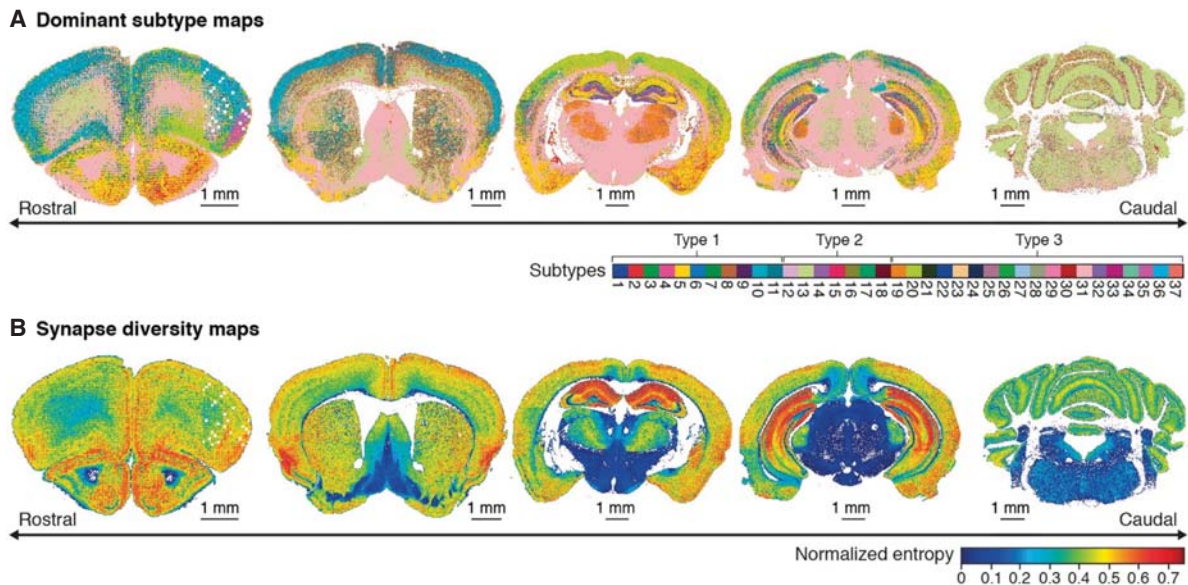 A Dominant subtype maps
1 mm 1 mm 1 mm 1 mm 1 mm
Rostral Caudal
Type 1 Type 2 Type 3
Subtypes
1 2 3 4 5 6 7 8 9 10 11 12 13 14 15 16 17 18 19 20 21 22 23 24 25 26 27 28 29 30 31 32 33 34 35 36 37
B Synapse diversity maps
1 mm 1 mm 1 mm 1 mm 1 mm
Rostral Caudal
Normalized entropy
0 0.1 0.2 0.3 0.4 0.5 0.6 0.7